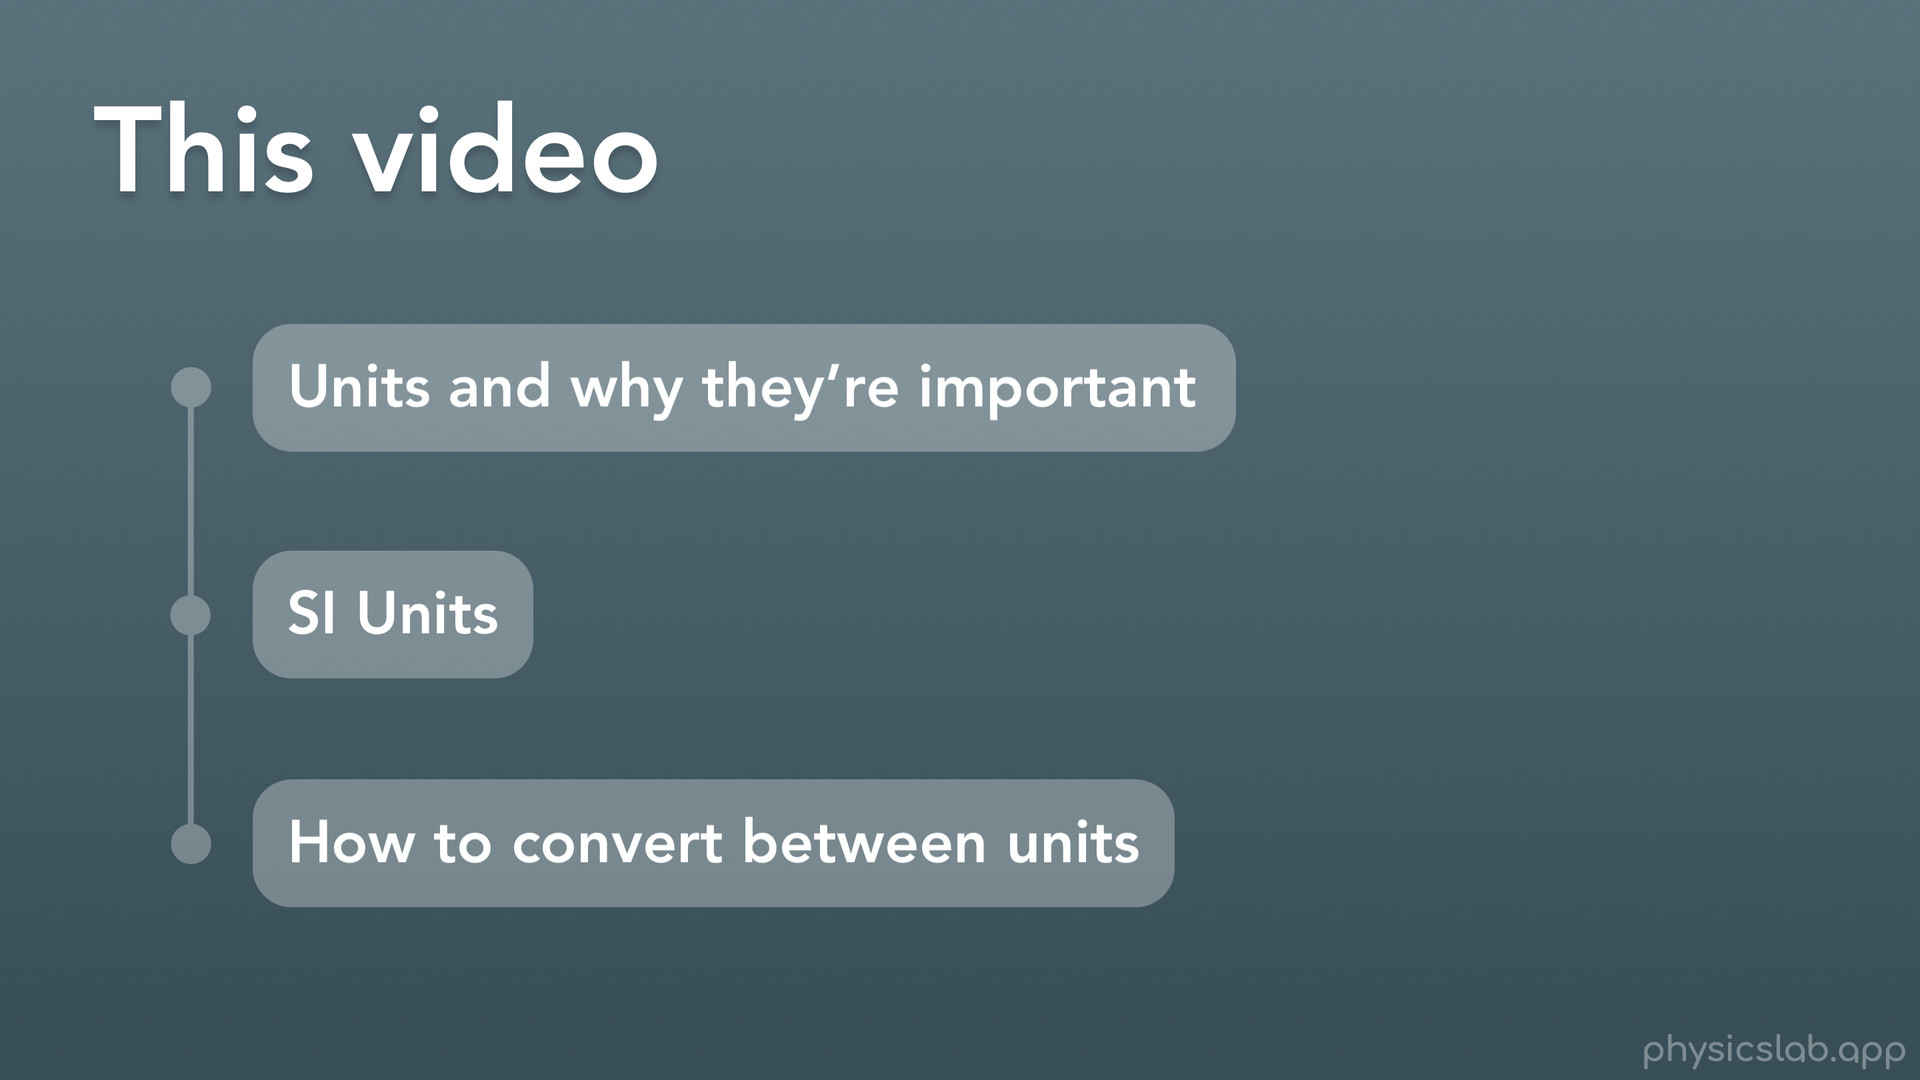 This video
Units and why they’re important
SI Units
How to convert between units
physicslab.app